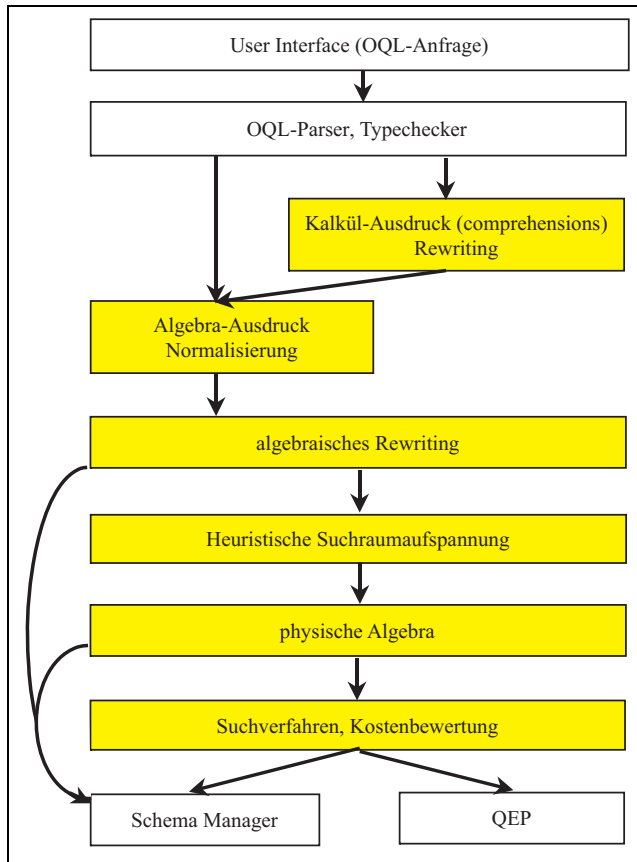 User Interface (OQL-Anfrage)
OQL-Parser, Typechecker
Kalkül-Ausdruck (comprehensions)
Rewriting
Algebra-Ausdruck
Normalisierung
algebraisches Rewriting
Heuristische Suchraumaufspannung
physische Algebra
Suchverfahren, Kostenbewertung
Schema Manager
QEP